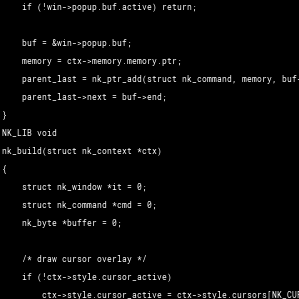 if (!win->popup.buf.active) return;
buf = &win->popup.buf;
memory = ctx->memory.memory.ptr;
parent_last = nk_ptr_add(struct nk_command, memory, buf-
parent_last->next = buf->end;
}
NK_LIB void
nk_build(struct nk_context *ctx)
{
struct nk_window *it = 0;
struct nk_command *cmd = 0;
nk_byte *buffer = 0;
/* draw cursor overlay */
if (!ctx->style.cursor_active)
ctx->style.cursor_active = ctx->style.cursors[NK_CUR